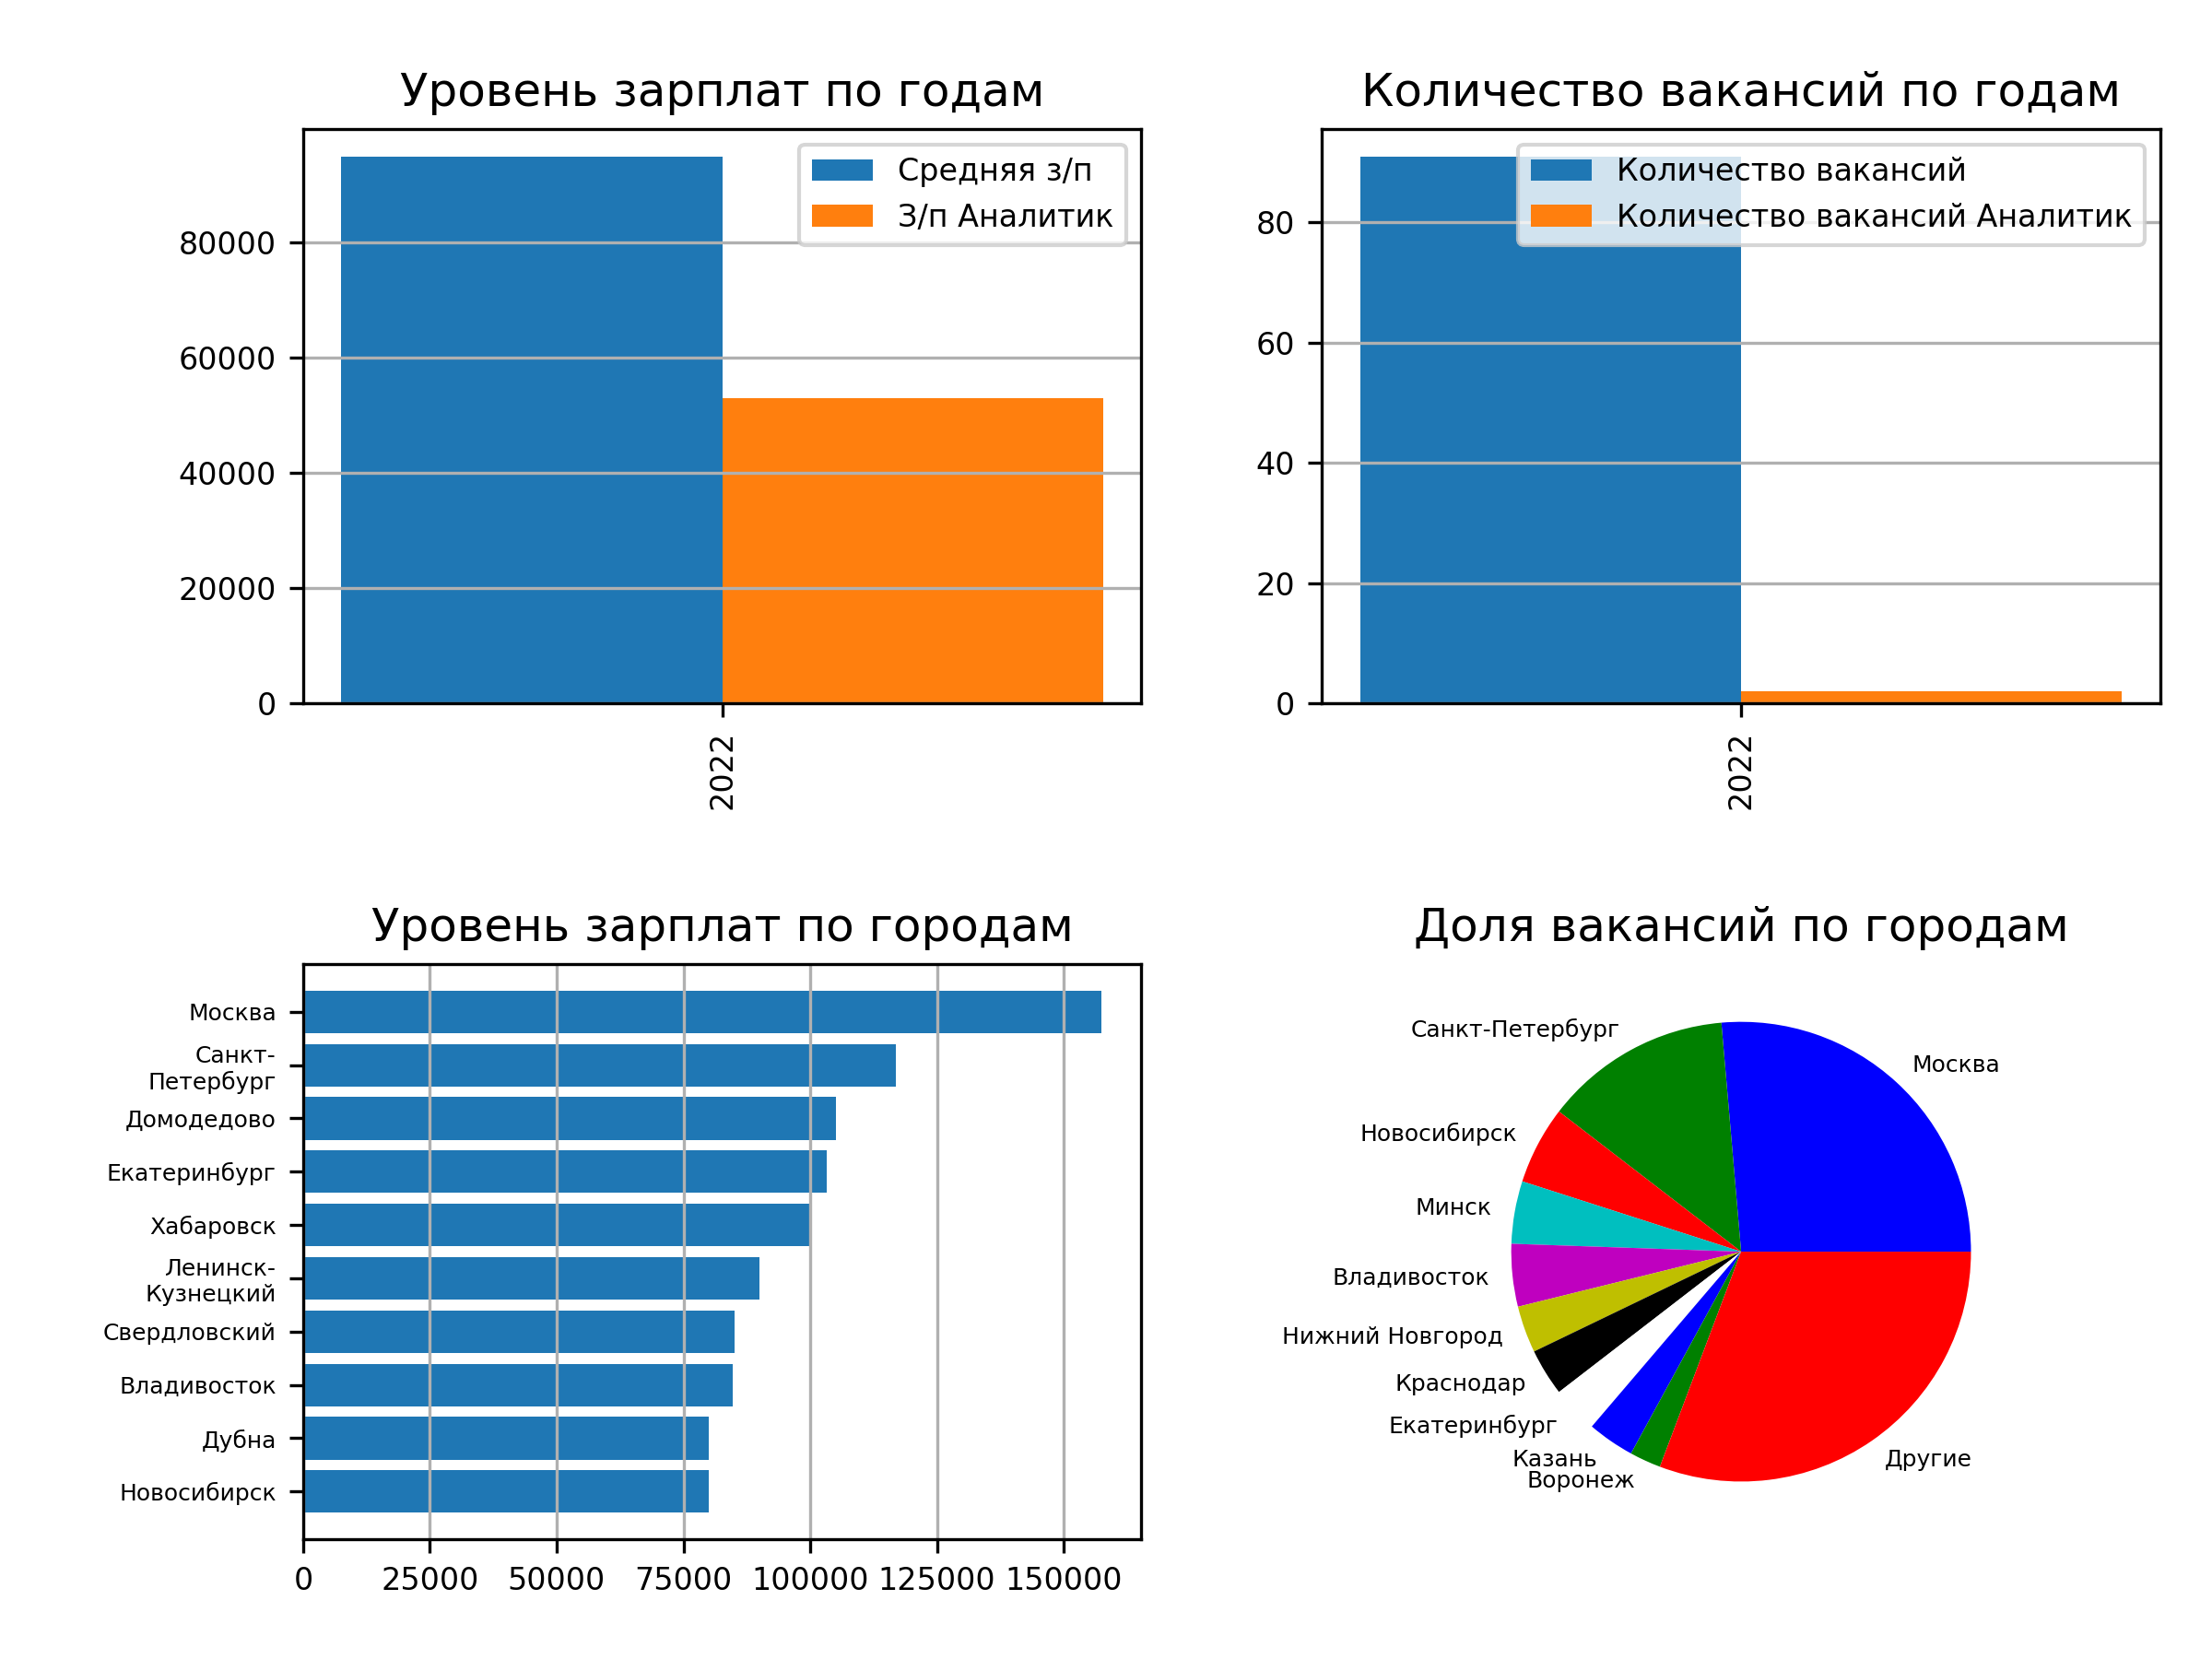 Уровень зарплат по годам
Средняя з/п
З/п Аналитик
80000
60000
40000
20000
0
2022
Количество вакансий по годам
Количество вакансий
Количество вакансий Аналитик
80
60
40
20
0
2022
Уровень зарплат по городам
Москва
Санкт-
Петербург
Домодедово
Екатеринбург
Хабаровск
Ленинск-
Кузнецкий
Свердловский
Владивосток
Дубна
Новосибирск
0 25000 50000 75000 100000 125000 150000
Доля вакансий по городам
Санкт-Петербург
Москва
Новосибирск
Минск
Владивосток
Нижний Новгород
Краснодар
Екатеринбург
Казань
Воронеж
Другие